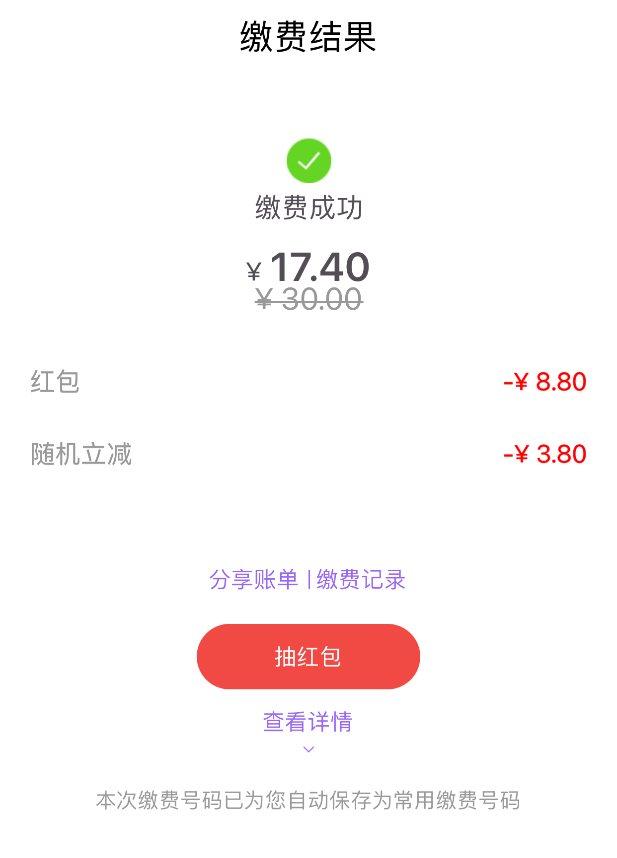 缴费结果
缴费成功
¥ 17.40
¥ 30.00
红包 -¥ 8.80
随机立减 -¥ 3.80
分享账单 | 缴费记录
抽红包
查看详情
本次缴费号码已为您自动保存为常用缴费号码